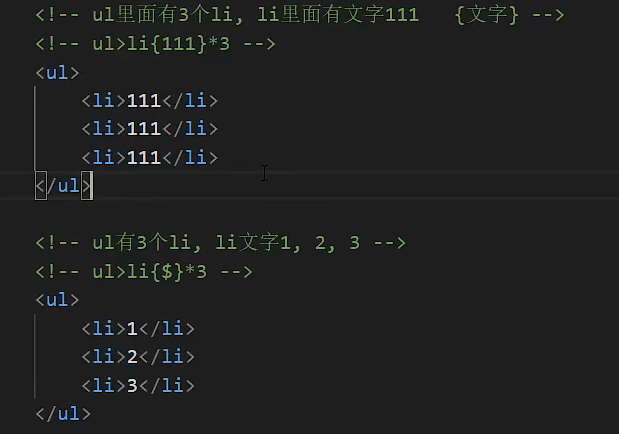 <!-- ul里面有3个li, li里面有文字111   {文字} -->
<!-- ul>li{111}*3 -->
<ul>
    <li>111</li>
    <li>111</li>
    <li>111</li>
</ul>
<!-- ul有3个li, li文字1, 2, 3 -->
<!-- ul>li{$}*3 -->
<ul>
    <li>1</li>
    <li>2</li>
    <li>3</li>
</ul>